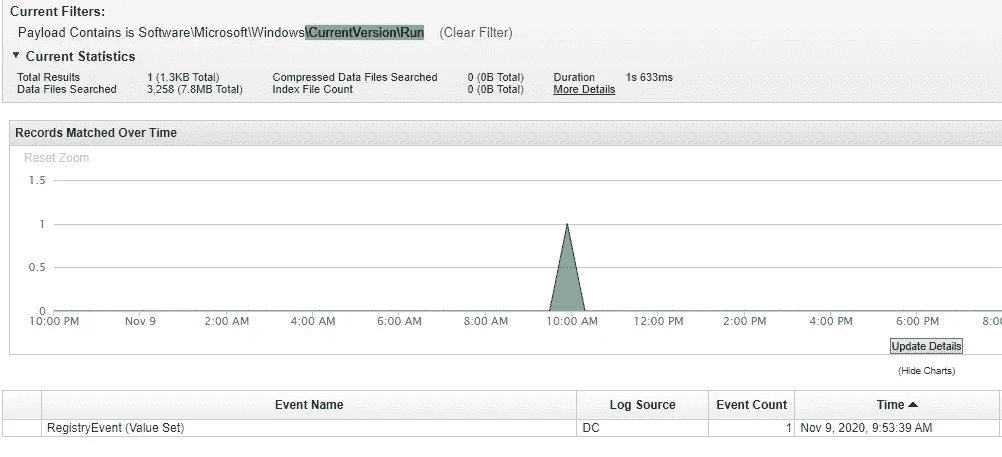 Current Filters:
Payload Contains is Software\Microsoft\Windows\CurrentVersion\Run (Clear Filter)
▼ Current Statistics
Total Results 1 (1.3KB Total) Compressed Data Files Searched 0 (0B Total) Duration 1s 633ms
Data Files Searched 3,258 (7.8MB Total) Index File Count 0 (0B Total) More Details
Records Matched Over Time
Reset Zoom
1.5
1
0.5
0
10:00 PM Nov 9 2:00 AM 4:00 AM 6:00 AM 8:00 AM 10:00 AM 12:00 PM 2:00 PM 4:00 PM 6:00 PM 8:00
Update Details
(Hide Charts)
Event Name Log Source Event Count Time ▲
RegistryEvent (Value Set) DC 1 Nov 9, 2020, 9:53:39 AM